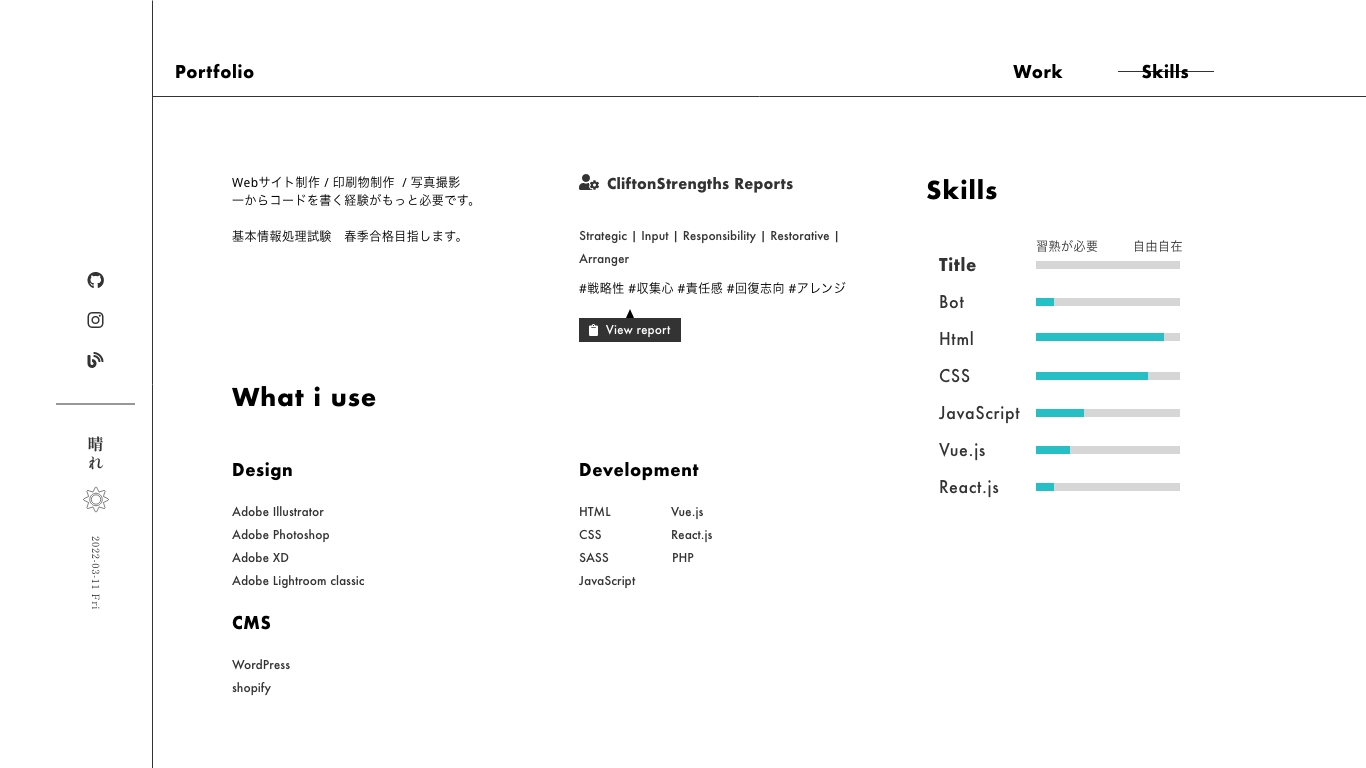 Portfolio
Work
Skills
Webサイト制作 / 印刷物制作 / 写真撮影
一からコードを書く経験がもっと必要です。
基本情報処理試験　春季合格目指します。
CliftonStrengths Reports
Strategic | Input | Responsibility | Restorative |
Arranger
#戦略性 #収集心 #責任感 #回復志向 #アレンジ
View report
Skills
習熟が必要 自由自在
Title
Bot
Html
CSS
JavaScript
Vue.js
React.js
What i use
Design
Adobe Illustrator
Adobe Photoshop
Adobe XD
Adobe Lightroom classic
Development
HTML
CSS
SASS
JavaScript
Vue.js
React.js
PHP
CMS
WordPress
shopify
晴れ
2022-03-11 Fri